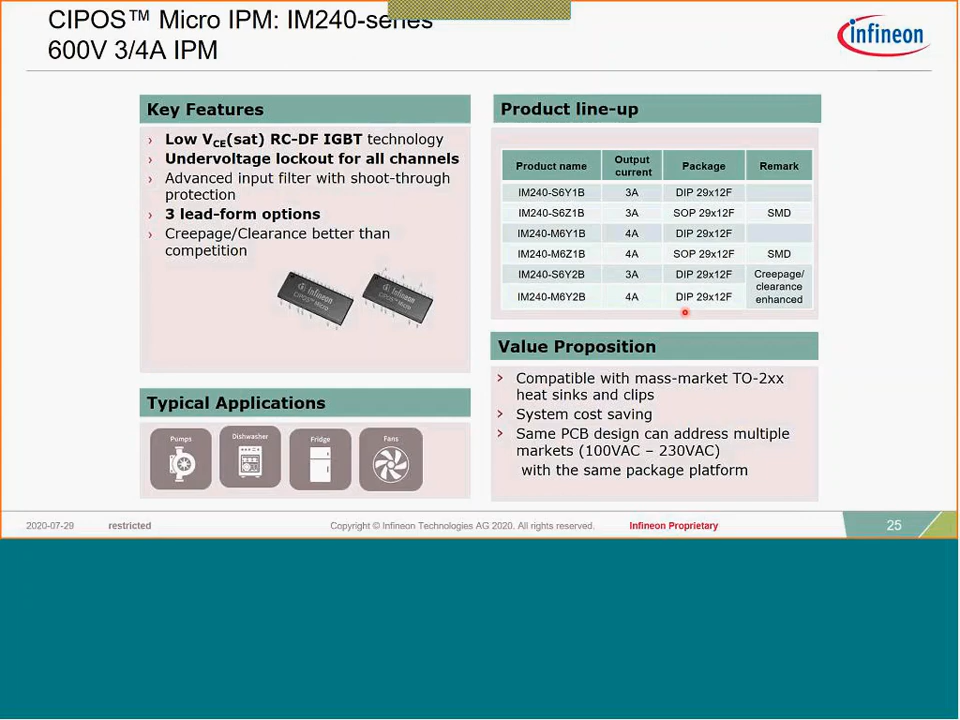 CIPOS™ Micro IPM: IM240-series
600V 3/4A IPM
infineon
Key Features
› Low VCE(sat) RC-DF IGBT technology
› Undervoltage lockout for all channels
› Advanced input filter with shoot-through
protection
› 3 lead-form options
› Creepage/Clearance better than
competition
infineon
CIPOS™ Micro
infineon
CIPOS™ Micro
Typical Applications
Pumps
Dishwasher
Fridge
Fans
Product line-up
Product name Output current Package Remark
IM240-S6Y1B 3A DIP 29x12F
IM240-S6Z1B 3A SOP 29x12F SMD
IM240-M6Y1B 4A DIP 29x12F
IM240-M6Z1B 4A SOP 29x12F SMD
IM240-S6Y2B 3A DIP 29x12F Creepage/
clearance
enhanced
IM240-M6Y2B 4A DIP 29x12F
Value Proposition
› Compatible with mass-market TO-2xx
heat sinks and clips
› System cost saving
› Same PCB design can address multiple
markets (100VAC – 230VAC)
with the same package platform
2020-07-29 restricted Copyright © Infineon Technologies AG 2020. All rights reserved. Infineon Proprietary 25